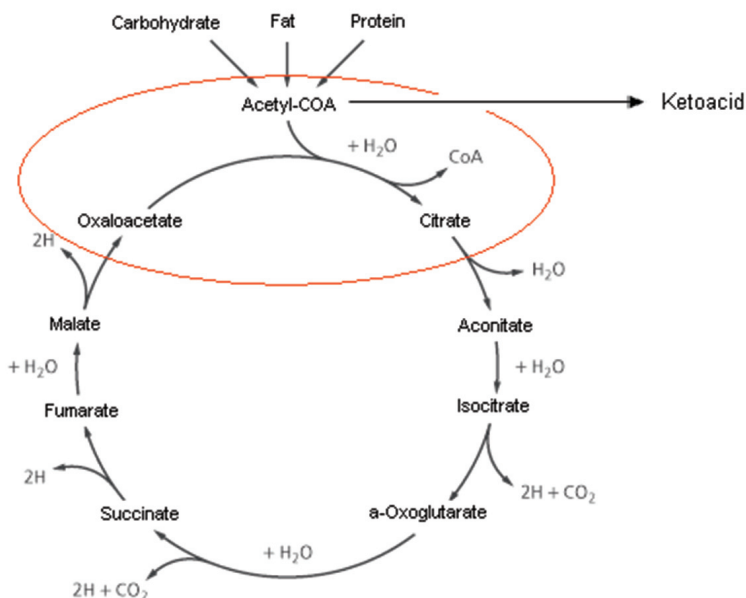 Carbohydrate Fat Protein
Acetyl-COA Ketoacid
+ H₂O CoA
Oxaloacetate Citrate
2H H₂O
Malate Aconitate
+ H₂O + H₂O
Fumarate Isocitrate
2H 2H + CO₂
Succinate a-Oxoglutarate
+ H₂O
2H + CO₂